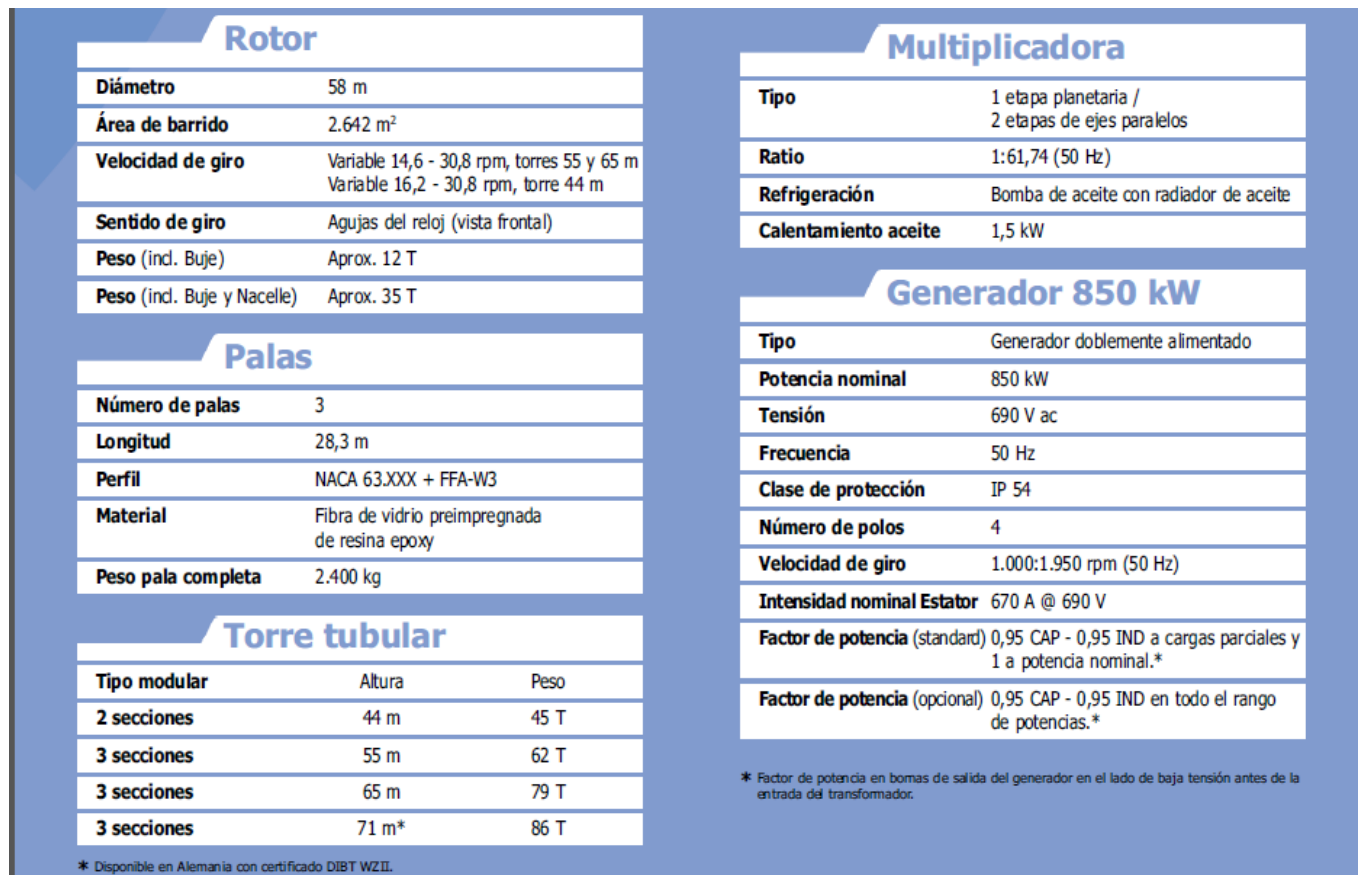 Rotor
Diámetro 58 m
Área de barrido 2.642 m²
Velocidad de giro Variable 14,6 - 30,8 rpm, torres 55 y 65 m
Variable 16,2 - 30,8 rpm, torre 44 m
Sentido de giro Agujas del reloj (vista frontal)
Peso (incl. Buje) Aprox. 12 T
Peso (incl. Buje y Nacelle) Aprox. 35 T
Palas
Número de palas 3
Longitud 28,3 m
Perfil NACA 63.XXX + FFA-W3
Material Fibra de vidrio preimpregnada
de resina epoxy
Peso pala completa 2.400 kg
Torre tubular
Tipo modular Altura Peso
2 secciones 44 m 45 T
3 secciones 55 m 62 T
3 secciones 65 m 79 T
3 secciones 71 m* 86 T
* Disponible en Alemania con certificado DIBT WZII.
Multiplicadora
Tipo 1 etapa planetaria /
2 etapas de ejes paralelos
Ratio 1:61,74 (50 Hz)
Refrigeración Bomba de aceite con radiador de aceite
Calentamiento aceite 1,5 kW
Generador 850 kW
Tipo Generador doblemente alimentado
Potencia nominal 850 kW
Tensión 690 V ac
Frecuencia 50 Hz
Clase de protección IP 54
Número de polos 4
Velocidad de giro 1.000:1.950 rpm (50 Hz)
Intensidad nominal Estator 670 A @ 690 V
Factor de potencia (standard) 0,95 CAP - 0,95 IND a cargas parciales y
1 a potencia nominal.*
Factor de potencia (opcional) 0,95 CAP - 0,95 IND en todo el rango
de potencias.*
* Factor de potencia en bornas de salida del generador en el lado de baja tensión antes de la
entrada del transformador.